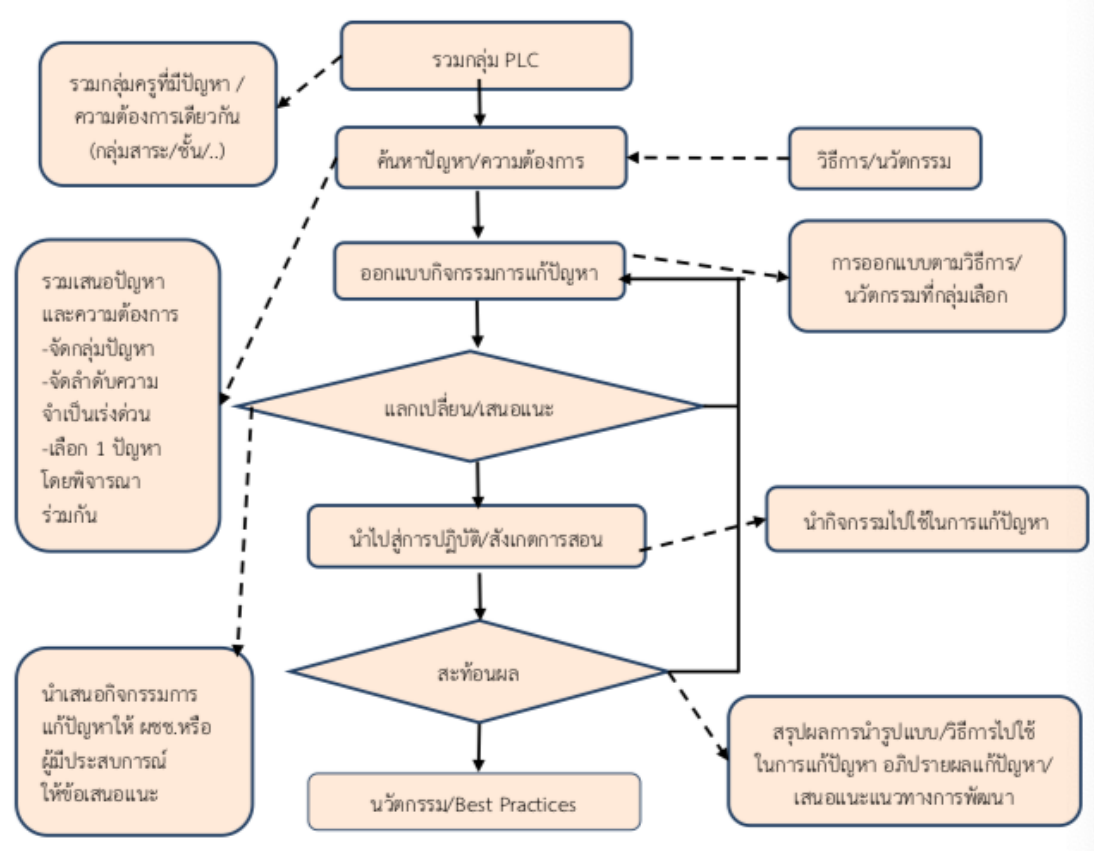 รวมกลุ่ม PLC
รวมกลุ่มครูที่มีปัญหา /
ความต้องการเดียวกัน
(กลุ่มสาระ/ชั้น/..)
ค้นหาปัญหา/ความต้องการ
วิธีการ/นวัตกรรม
รวมเสนอปัญหา
และความต้องการ
-จัดกลุ่มปัญหา
-จัดลำดับความ
จำเป็นเร่งด่วน
-เลือก 1 ปัญหา
โดยพิจารณา
ร่วมกัน
ออกแบบกิจกรรมการแก้ปัญหา
การออกแบบตามวิธีการ/
นวัตกรรมที่กลุ่มเลือก
แลกเปลี่ยน/เสนอแนะ
นำไปสู่การปฏิบัติ/สังเกตการสอน
นำกิจกรรมไปใช้ในการแก้ปัญหา
สะท้อนผล
นำเสนอกิจกรรมการ
แก้ปัญหาให้ ผชช.หรือ
ผู้มีประสบการณ์
ให้ข้อเสนอแนะ
สรุปผลการนำรูปแบบ/วิธีการไปใช้
ในการแก้ปัญหา อภิปรายผลแก้ปัญหา/
เสนอแนะแนวทางการพัฒนา
นวัตกรรม/Best Practices